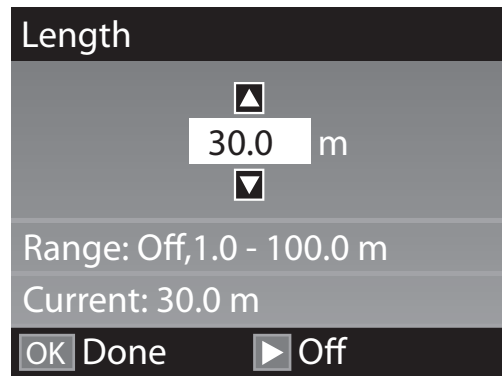 Length
30.0 m
Range: Off,1.0 - 100.0 m
Current: 30.0 m
OK Done Off